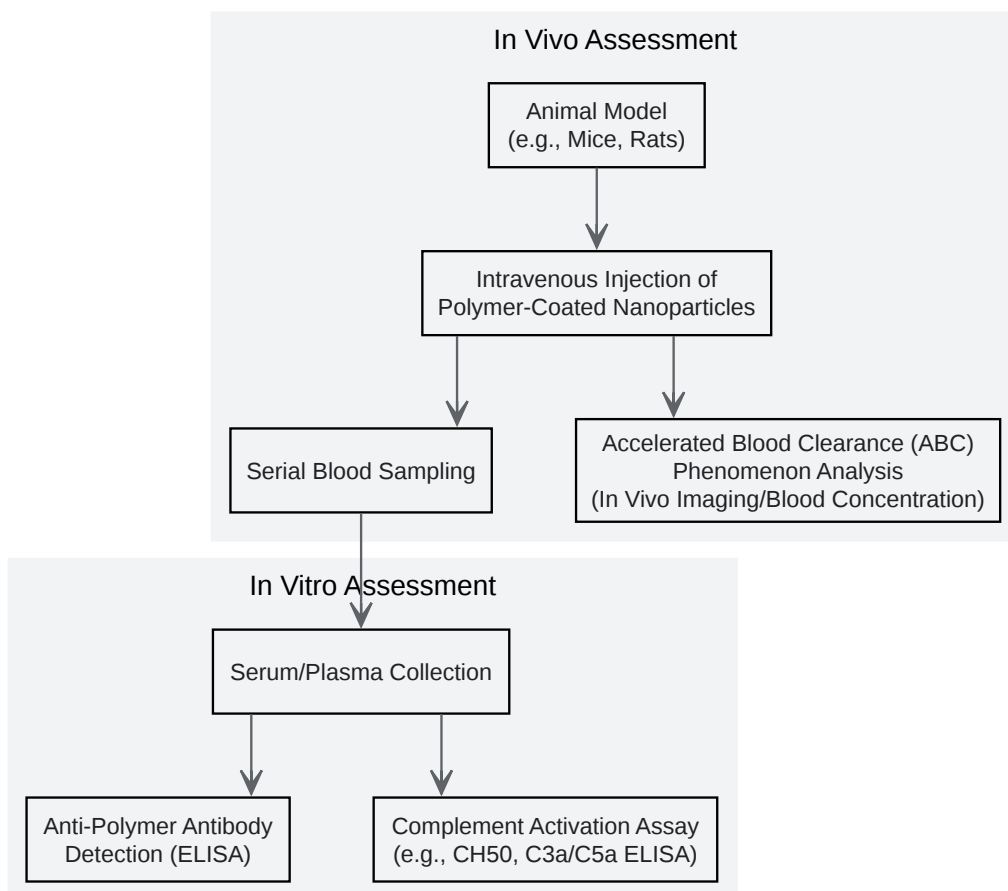 In Vivo Assessment
Animal Model
(e.g., Mice, Rats)
Intravenous Injection of
Polymer-Coated Nanoparticles
Serial Blood Sampling
Accelerated Blood Clearance (ABC)
Phenomenon Analysis
(In Vivo Imaging/Blood Concentration)
In Vitro Assessment
Serum/Plasma Collection
Anti-Polymer Antibody
Detection (ELISA)
Complement Activation Assay
(e.g., CH50, C3a/C5a ELISA)